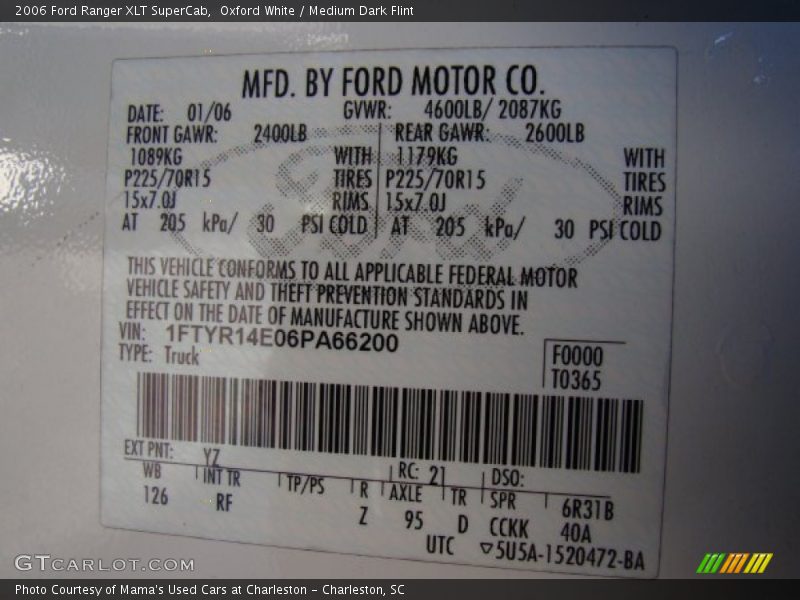 2006 Ford Ranger XLT SuperCab, Oxford White / Medium Dark Flint
MFD. BY FORD MOTOR CO.
DATE: 01/06 GVWR: 4600LB/ 2087KG
FRONT GAWR: 2400LB REAR GAWR: 2600LB
1089KG WITH 1179KG WITH
P225/70R15 TIRES P225/70R15 TIRES
15x7.0J RIMS 15x7.0J RIMS
AT 205 kPa/ 30 PSI COLD AT 205 kPa/ 30 PSI COLD
Ford
THIS VEHICLE CONFORMS TO ALL APPLICABLE FEDERAL MOTOR
VEHICLE SAFETY AND THEFT PREVENTION STANDARDS IN
EFFECT ON THE DATE OF MANUFACTURE SHOWN ABOVE.
VIN: 1FTYR14E06PA66200
TYPE: Truck
F0000
T0365
EXT PNT: YZ RC: 21 DSO:
WB INT TR TP/PS R AXLE TR SPR 6R31B
126 RF Z 95 D CCKK 40A
UTC ▽5U5A-1520472-BA
GTCARLOT.COM
Photo Courtesy of Mama's Used Cars at Charleston - Charleston, SC